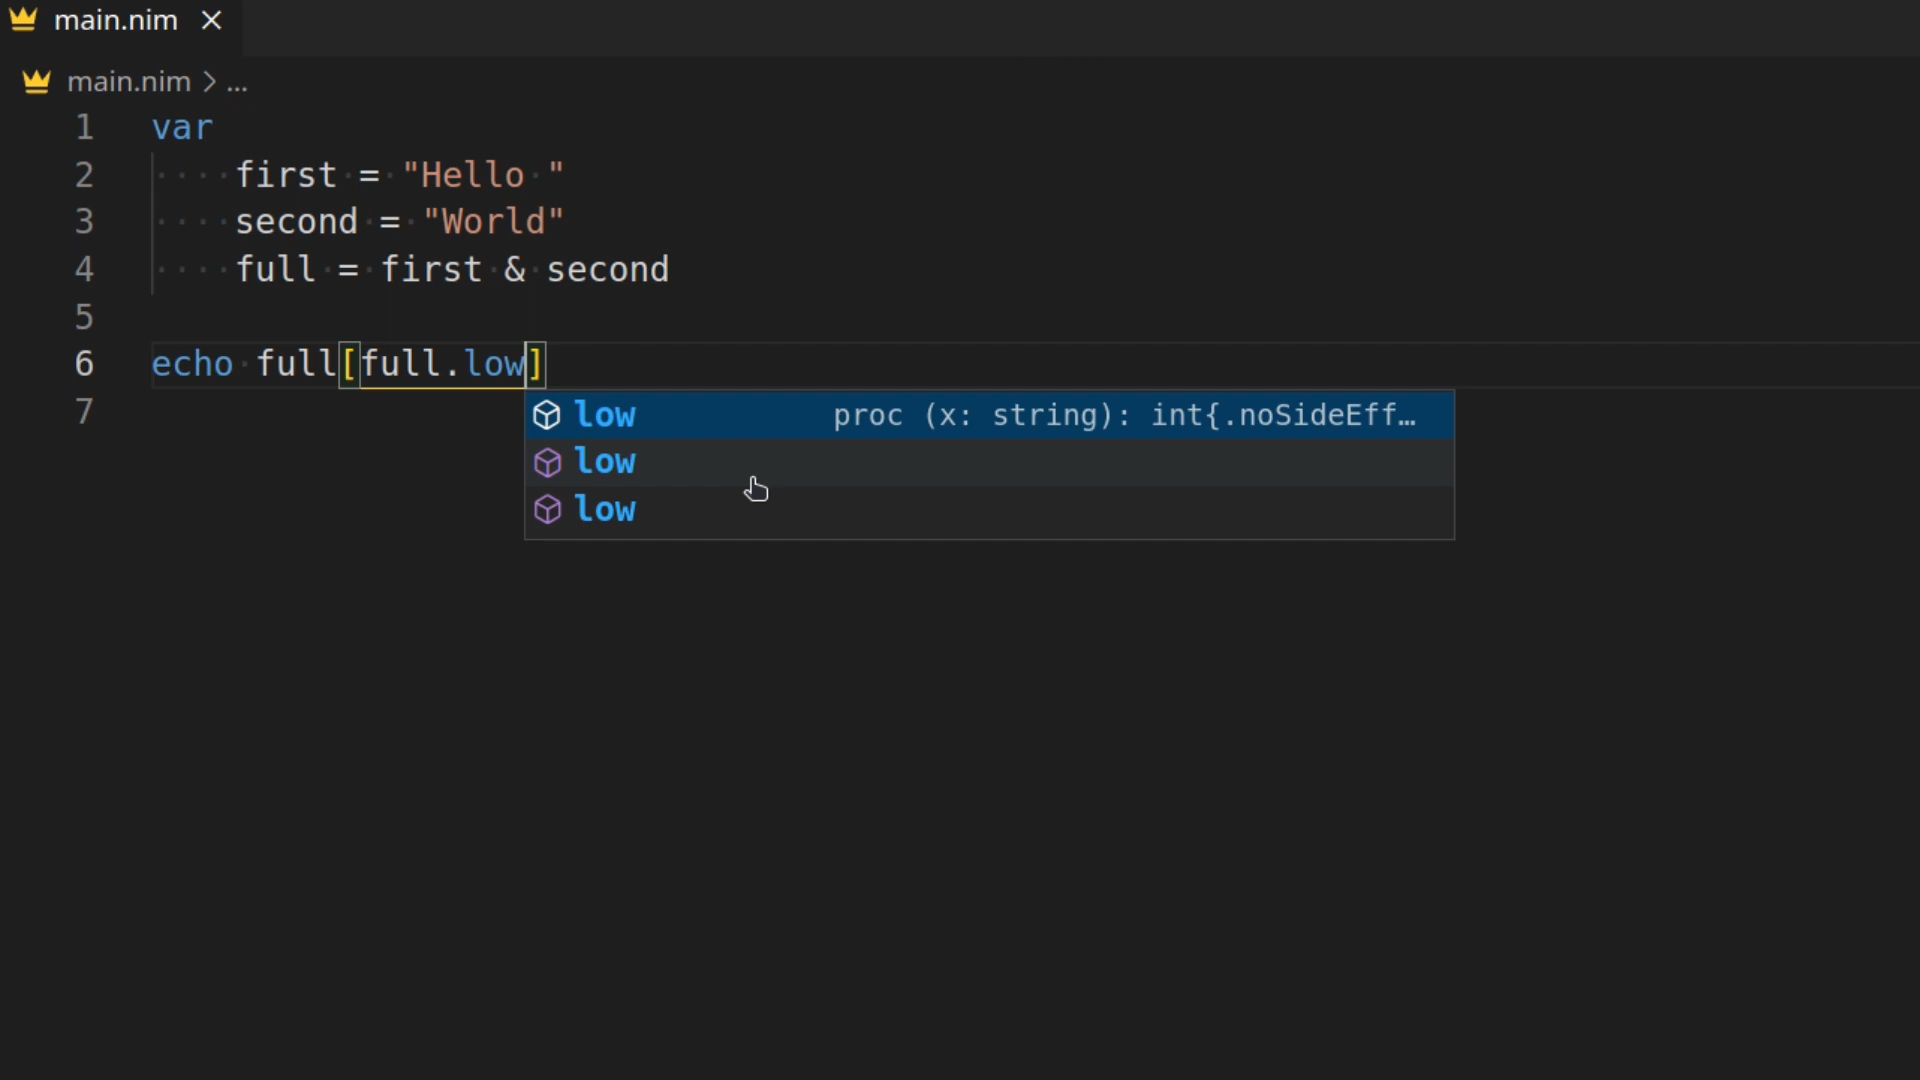 main.nim
main.nim > ...
1 var
2 first = "Hello "
3 second = "World"
4 full = first & second
5
6 echo full[full.low]
7
low proc (x: string): int{.noSideEff…
low
low